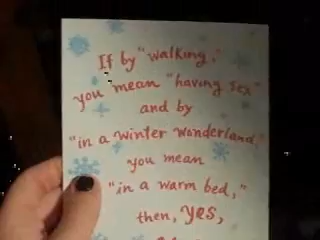 If by "walking,"
you mean "having sex"
and by
"in a winter wonderland,"
you mean
"in a warm bed,"
then, yes,